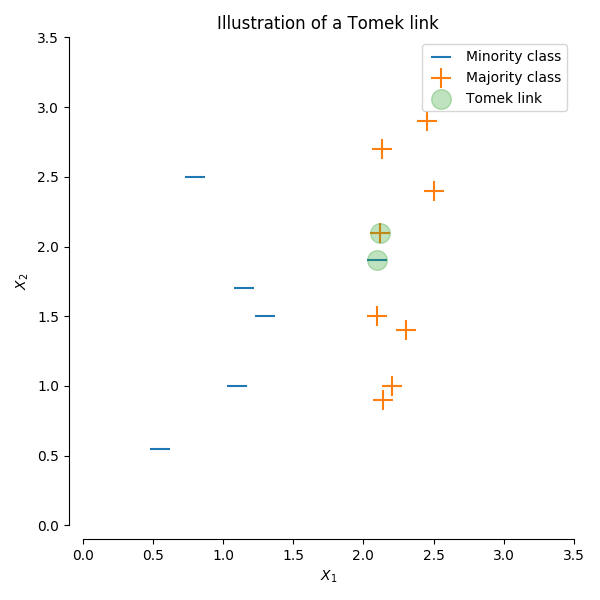 Illustration of a Tomek link
Minority class
Majority class
Tomek link
3.5
3.0
2.5
2.0
1.5
1.0
0.5
0.0
X2
0.0 0.5 1.0 1.5 2.0 2.5 3.0 3.5
X1